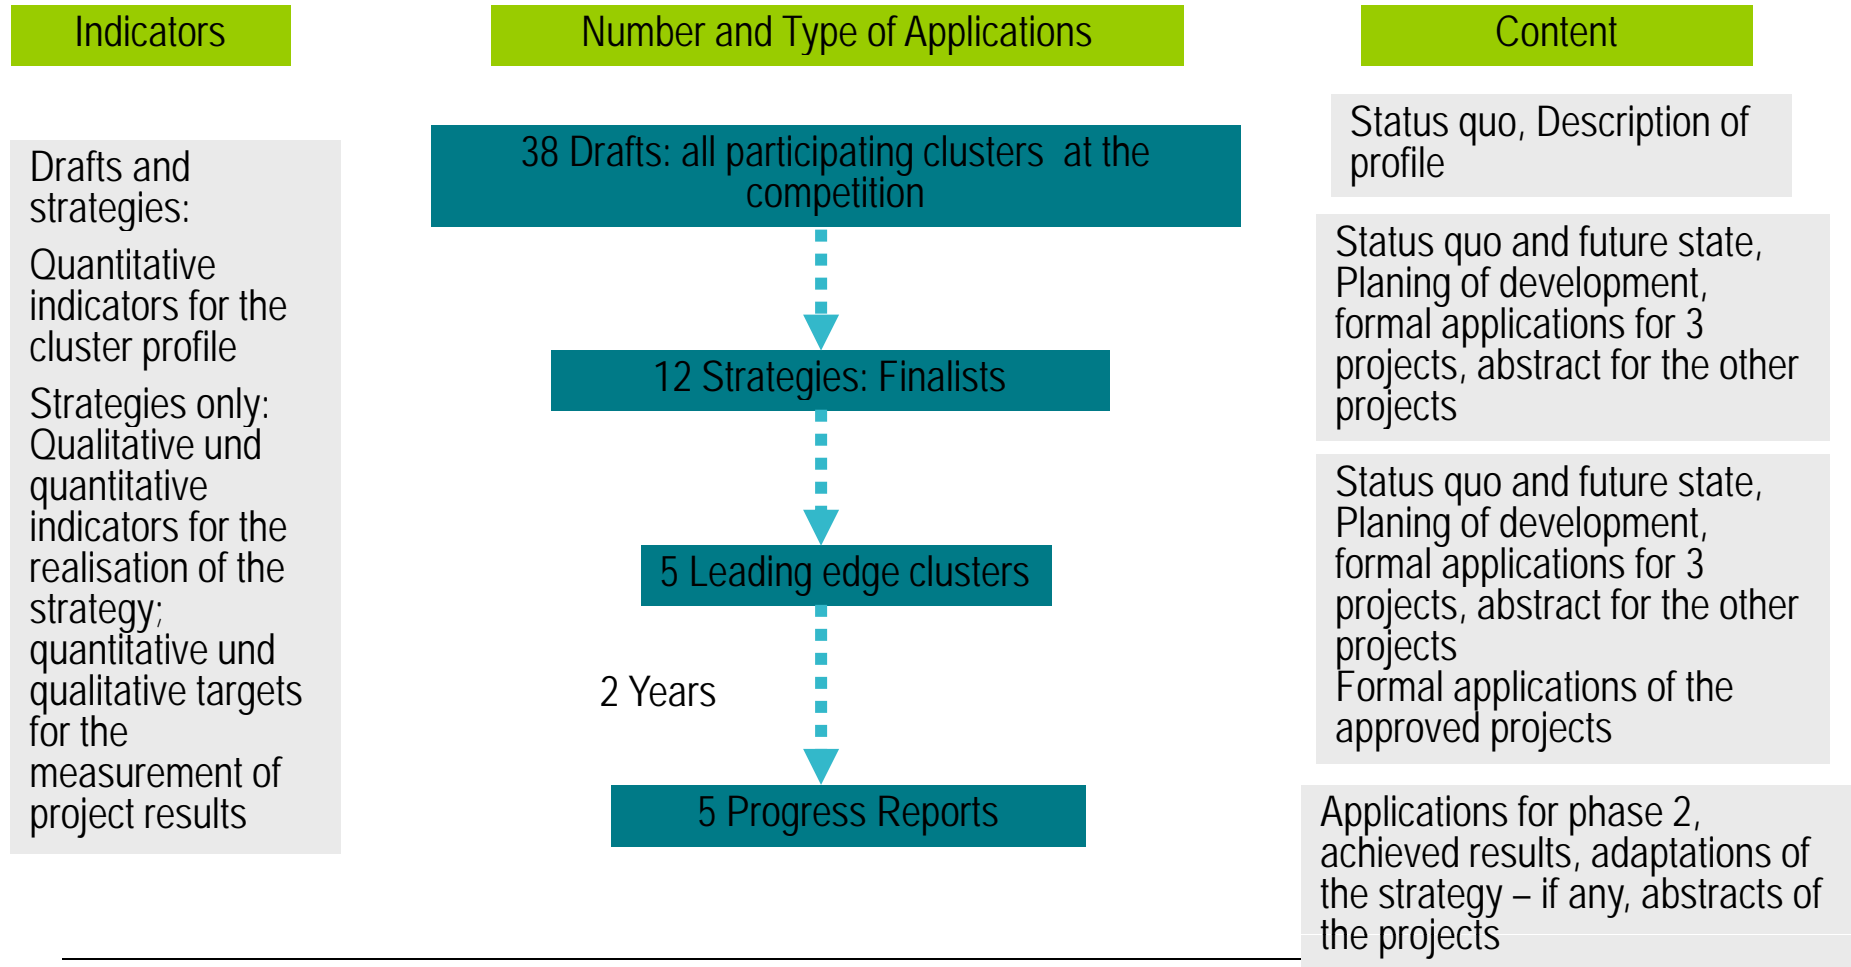 Indicators
Number and Type of Applications
Content
Drafts and
strategies:
Quantitative
indicators for the
cluster profile
Strategies only:
Qualitative und
quantitative
indicators for the
realisation of the
strategy;
quantitative und
qualitative targets
for the
measurement of
project results
38 Drafts: all participating clusters at the
competition
12 Strategies: Finalists
5 Leading edge clusters
2 Years
5 Progress Reports
Status quo, Description of
profile
Status quo and future state,
Planing of development,
formal applications for 3
projects, abstract for the other
projects
Status quo and future state,
Planing of development,
formal applications for 3
projects, abstract for the other
projects
Formal applications of the
approved projects
Applications for phase 2,
achieved results, adaptations of
the strategy – if any, abstracts of
the projects